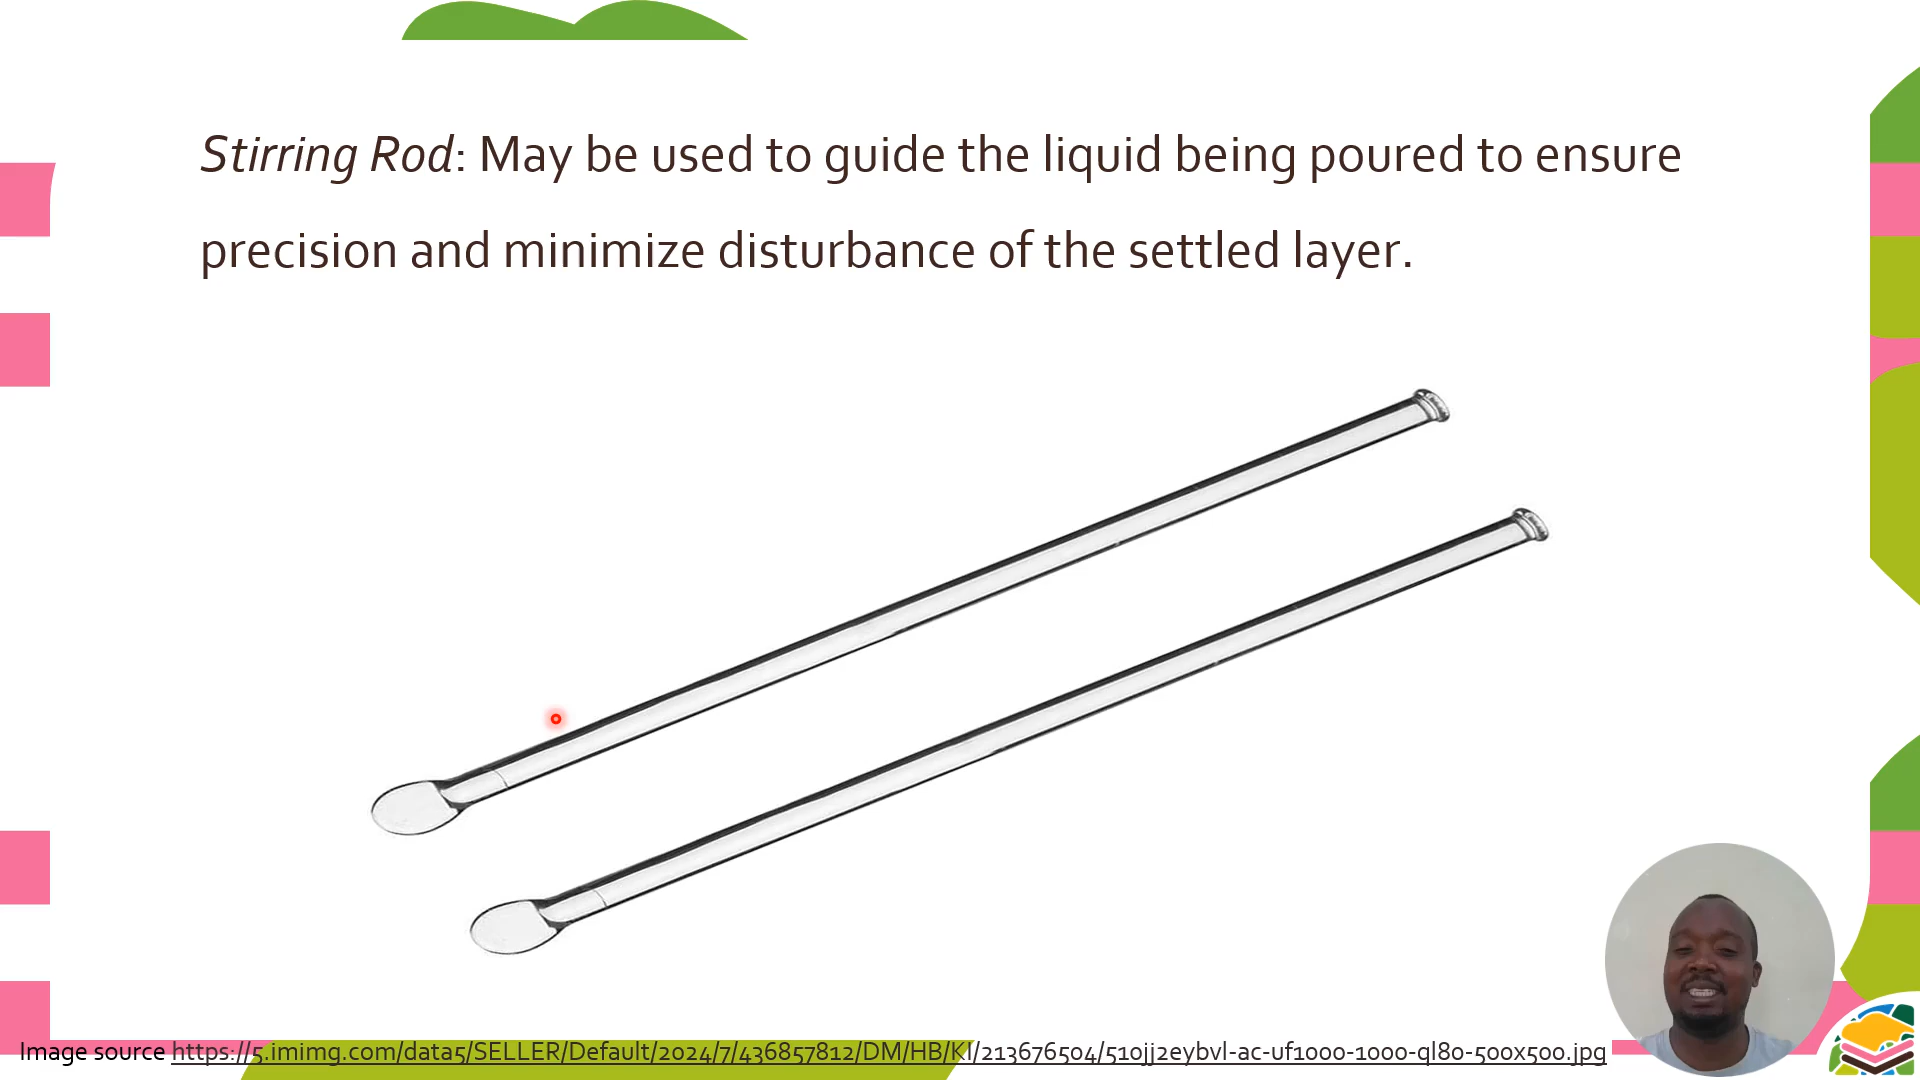 Stirring Rod: May be used to guide the liquid being poured to ensure
precision and minimize disturbance of the settled layer.
Image source https://5.imimg.com/data5/SELLER/Default/2024/7/436857812/DM/HB/KI/213676504/510jj2eybvl-ac-uf1000-1000-ql80-500x500.jpg